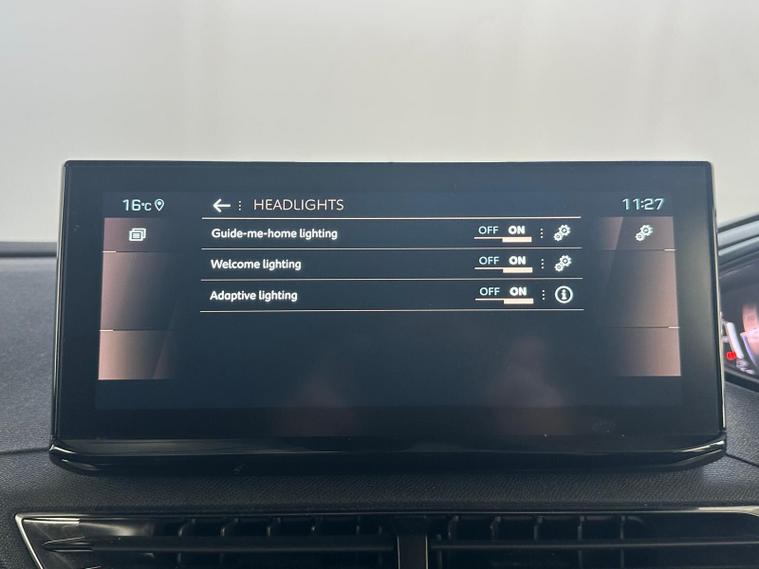 16°C HEADLIGHTS 11:27
Guide-me-home lighting OFF ON
Welcome lighting OFF ON
Adaptive lighting OFF ON